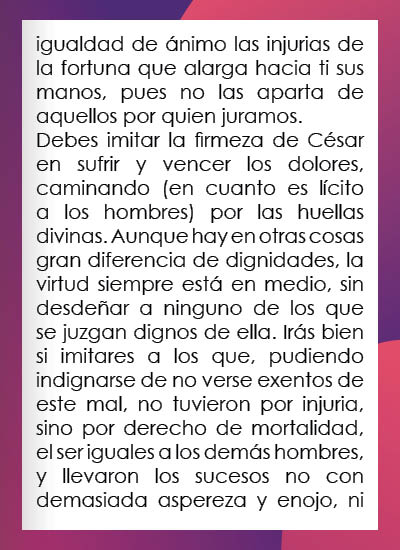 igualdad de ánimo las injurias de
la fortuna que alarga hacia ti sus
manos, pues no las aparta de
aquellos por quien juramos.
Debes imitar la firmeza de César
en sufrir y vencer los dolores,
caminando (en cuanto es lícito
a los hombres) por las huellas
divinas. Aunque hay en otras cosas
gran diferencia de dignidades, la
virtud siempre está en medio, sin
desdeñar a ninguno de los que
se juzgan dignos de ella. Irás bien
si imitares a los que, pudiendo
indignarse de no verse exentos de
este mal, no tuvieron por injuria,
sino por derecho de mortalidad,
el ser iguales a los demás hombres,
y llevaron los sucesos no con
demasiada aspereza y enojo, ni